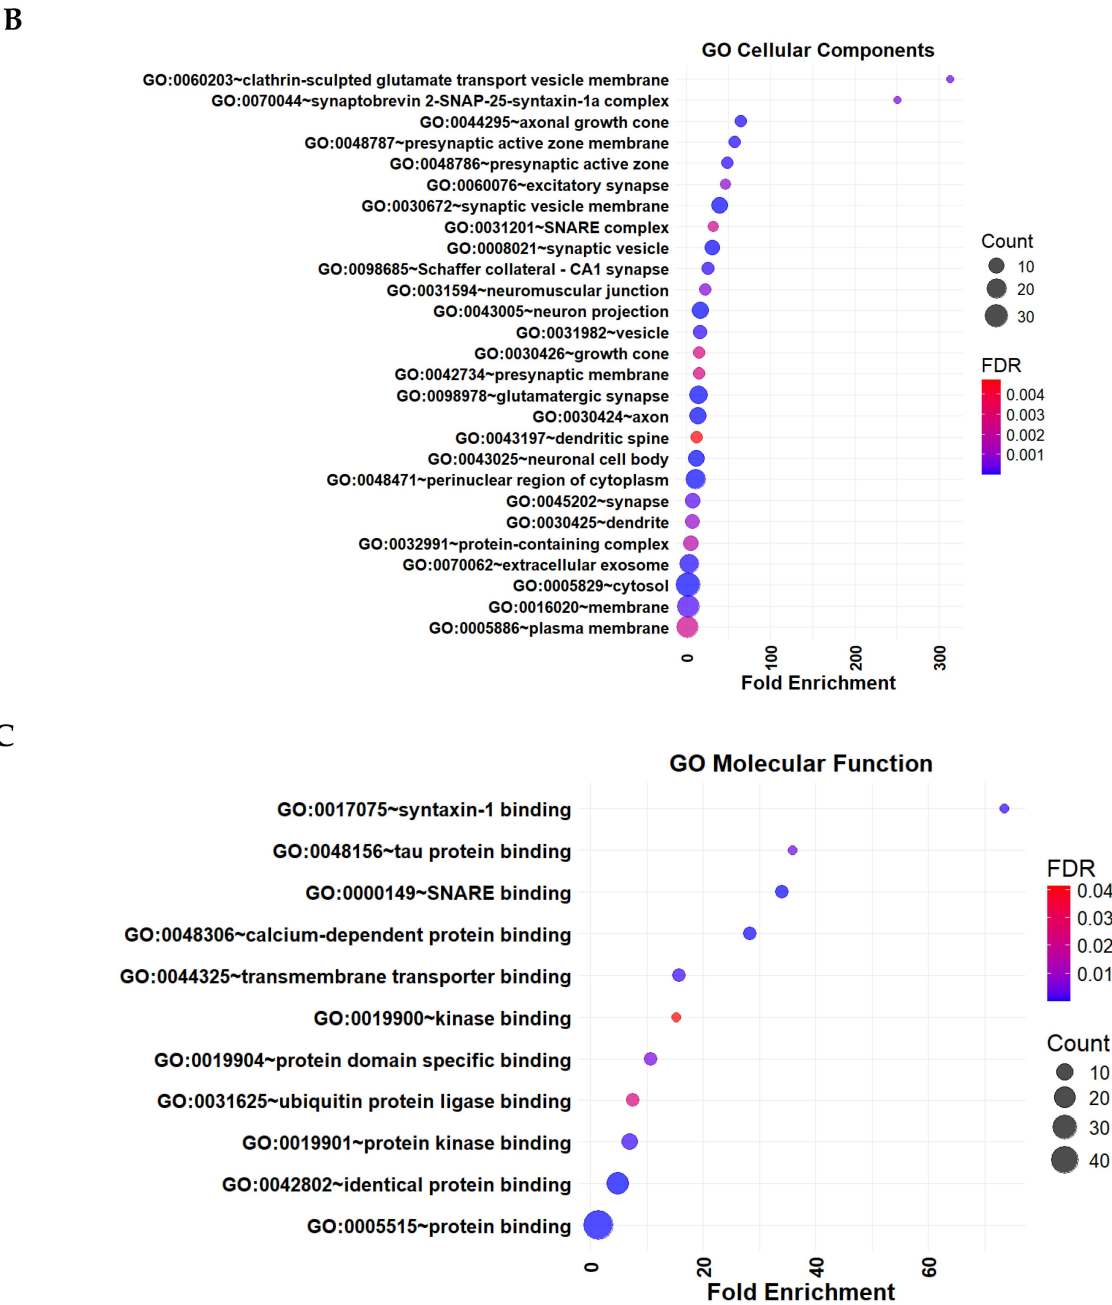 B
GO Cellular Components
GO:0060203~clathrin-sculpted glutamate transport vesicle membrane
GO:0070044~synaptobrevin 2-SNAP-25-syntaxin-1a complex
GO:0044295~axonal growth cone
GO:0048787~presynaptic active zone membrane
GO:0048786~presynaptic active zone
GO:0060076~excitatory synapse
GO:0030672~synaptic vesicle membrane
GO:0031201~SNARE complex
GO:0008021~synaptic vesicle
GO:0098685~Schaffer collateral - CA1 synapse
GO:0031594~neuromuscular junction
GO:0043005~neuron projection
GO:0031982~vesicle
GO:0030426~growth cone
GO:0042734~presynaptic membrane
GO:0098978~glutamatergic synapse
GO:0030424~axon
GO:0043197~dendritic spine
GO:0043025~neuronal cell body
GO:0048471~perinuclear region of cytoplasm
GO:0045202~synapse
GO:0030425~dendrite
GO:0032991~protein-containing complex
GO:0070062~extracellular exosome
GO:0005829~cytosol
GO:0016020~membrane
GO:0005886~plasma membrane
0 100 200 300
Fold Enrichment
Count
10
20
30
FDR
0.004
0.003
0.002
0.001
C
GO Molecular Function
GO:0017075~syntaxin-1 binding
GO:0048156~tau protein binding
GO:0000149~SNARE binding
GO:0048306~calcium-dependent protein binding
GO:0044325~transmembrane transporter binding
GO:0019900~kinase binding
GO:0019904~protein domain specific binding
GO:0031625~ubiquitin protein ligase binding
GO:0019901~protein kinase binding
GO:0042802~identical protein binding
GO:0005515~protein binding
0 20 40 60
Fold Enrichment
FDR
0.04
0.03
0.02
0.01
Count
10
20
30
40